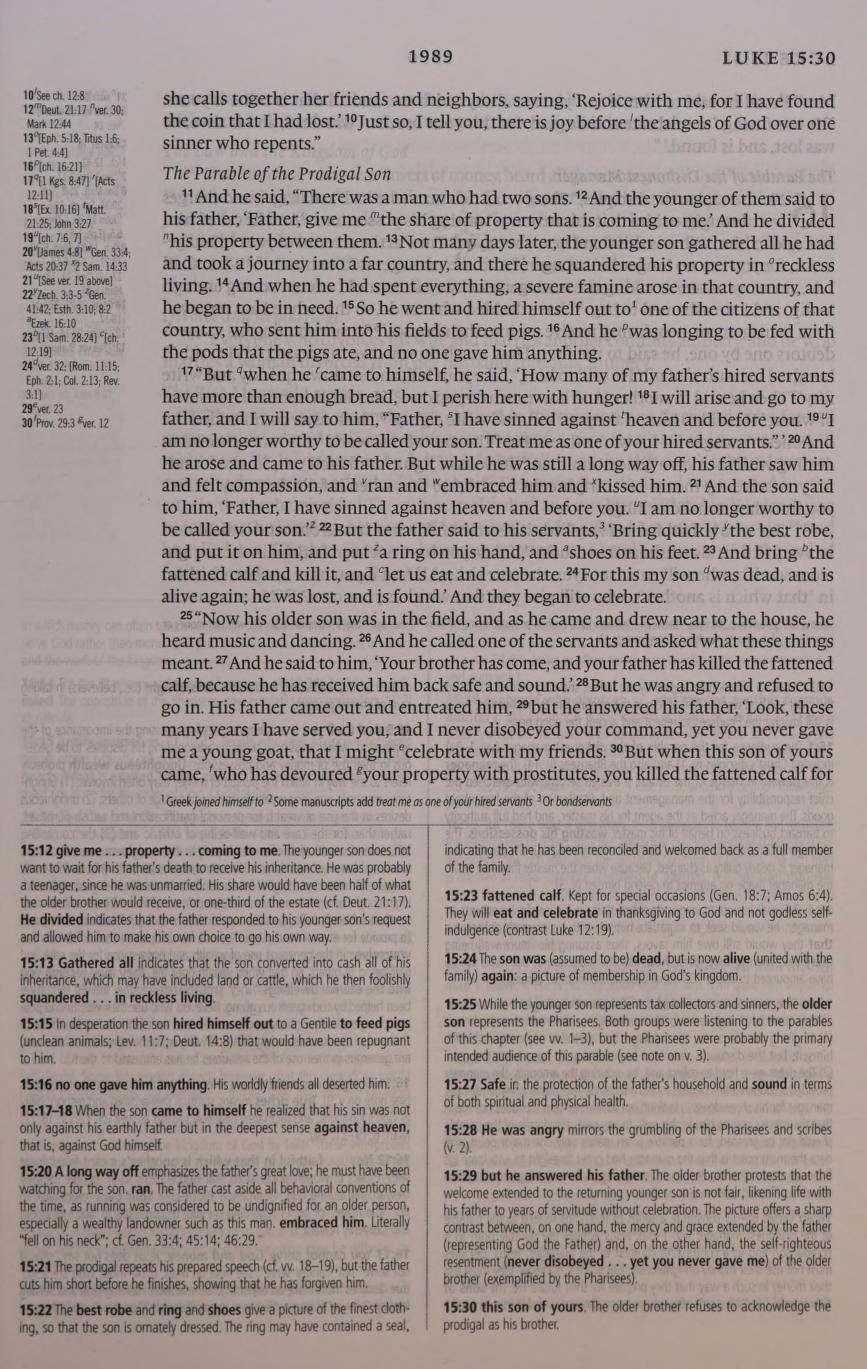 1989
LUKE 15:30
10 See ch. 12:8
12 m Deut. 21:17 n ver. 30;
Mark 12:44
13 o [Eph. 5:18; Titus 1:6;
1 Pet. 4:4]
16 p [ch. 16:21]
17 q [1 Kgs. 8:47] r [Acts
12:11]
18 s [Ex. 10:16] t Matt.
21:25; John 3:27
19 u [ch. 7:6, 7]
20 v [James 4:8] w Gen. 33:4;
Acts 20:37 x 2 Sam. 14:33
21 u [See ver. 19 above]
22 y Zech. 3:3-5 z Gen.
41:42; Esth. 3:10; 8:2
a Ezek. 16:10
23 b [1 Sam. 28:24] c [ch.
12:19]
24 d ver. 32; [Rom. 11:15;
Eph. 2:1; Col. 2:13; Rev.
3:1]
29 e ver. 23
30 f Prov. 29:3 g ver. 12
she calls together her friends and neighbors, saying, ‘Rejoice with me, for I have found
the coin that I had lost.’ 10 Just so, I tell you, there is joy before l the angels of God over one
sinner who repents.”
The Parable of the Prodigal Son
11 And he said, “There was a man who had two sons. 12 And the younger of them said to
his father, ‘Father, give me m the share of property that is coming to me.’ And he divided
n his property between them. 13 Not many days later, the younger son gathered all he had
and took a journey into a far country, and there he squandered his property in o reckless
living. 14 And when he had spent everything, a severe famine arose in that country, and
he began to be in need. 15 So he went and hired himself out to1 one of the citizens of that
country, who sent him into his fields to feed pigs. 16 And he p was longing to be fed with
the pods that the pigs ate, and no one gave him anything.
17 “But q when he r came to himself, he said, ‘How many of my father’s hired servants
have more than enough bread, but I perish here with hunger! 18 I will arise and go to my
father, and I will say to him, “Father, s I have sinned against t heaven and before you. 19 u I
am no longer worthy to be called your son. Treat me as one of your hired servants.” ’ 20 And
he arose and came to his father. But while he was still a long way off, his father saw him
and felt compassion, and v ran and w embraced him and x kissed him. 21 And the son said
to him, ‘Father, I have sinned against heaven and before you. u I am no longer worthy to
be called your son.’2 22 But the father said to his servants,3 ‘Bring quickly y the best robe,
and put it on him, and put z a ring on his hand, and a shoes on his feet. 23 And bring b the
fattened calf and kill it, and c let us eat and celebrate. 24 For this my son d was dead, and is
alive again; he was lost, and is found.’ And they began to celebrate.
25 “Now his older son was in the field, and as he came and drew near to the house, he
heard music and dancing. 26 And he called one of the servants and asked what these things
meant. 27 And he said to him, ‘Your brother has come, and your father has killed the fattened
calf, because he has received him back safe and sound.’ 28 But he was angry and refused to
go in. His father came out and entreated him, 29 but he answered his father, ‘Look, these
many years I have served you, and I never disobeyed your command, yet you never gave
me a young goat, that I might e celebrate with my friends. 30 But when this son of yours
came, f who has devoured g your property with prostitutes, you killed the fattened calf for
1 Greek joined himself to 2 Some manuscripts add treat me as one of your hired servants 3 Or bondservants
15:12 give me . . . property . . . coming to me. The younger son does not
want to wait for his father’s death to receive his inheritance. He was probably
a teenager, since he was unmarried. His share would have been half of what
the older brother would receive, or one-third of the estate (cf. Deut. 21:17).
He divided indicates that the father responded to his younger son’s request
and allowed him to make his own choice to go his own way.
15:13 Gathered all indicates that the son converted into cash all of his
inheritance, which may have included land or cattle, which he then foolishly
squandered . . . in reckless living.
15:15 In desperation the son hired himself out to a Gentile to feed pigs
(unclean animals; Lev. 11:7; Deut. 14:8) that would have been repugnant
to him.
15:16 no one gave him anything. His worldly friends all deserted him.
15:17–18 When the son came to himself he realized that his sin was not
only against his earthly father but in the deepest sense against heaven,
that is, against God himself.
15:20 A long way off emphasizes the father’s great love; he must have been
watching for the son. ran. The father cast aside all behavioral conventions of
the time, as running was considered to be undignified for an older person,
especially a wealthy landowner such as this man. embraced him. Literally
“fell on his neck”; cf. Gen. 33:4; 45:14; 46:29.
15:21 The prodigal repeats his prepared speech (cf. vv. 18–19), but the father
cuts him short before he finishes, showing that he has forgiven him.
15:22 The best robe and ring and shoes give a picture of the finest cloth-
ing, so that the son is ornately dressed. The ring may have contained a seal,
indicating that he has been reconciled and welcomed back as a full member
of the family.
15:23 fattened calf. Kept for special occasions (Gen. 18:7; Amos 6:4).
They will eat and celebrate in thanksgiving to God and not godless self-
indulgence (contrast Luke 12:19).
15:24 The son was (assumed to be) dead, but is now alive (united with the
family) again: a picture of membership in God’s kingdom.
15:25 While the younger son represents tax collectors and sinners, the older
son represents the Pharisees. Both groups were listening to the parables
of this chapter (see vv. 1–3), but the Pharisees were probably the primary
intended audience of this parable (see note on v. 3).
15:27 Safe in the protection of the father’s household and sound in terms
of both spiritual and physical health.
15:28 He was angry mirrors the grumbling of the Pharisees and scribes
(v. 2).
15:29 but he answered his father. The older brother protests that the
welcome extended to the returning younger son is not fair, likening life with
his father to years of servitude without celebration. The picture offers a sharp
contrast between, on one hand, the mercy and grace extended by the father
(representing God the Father) and, on the other hand, the self-righteous
resentment (never disobeyed . . . yet you never gave me) of the older
brother (exemplified by the Pharisees).
15:30 this son of yours. The older brother refuses to acknowledge the
prodigal as his brother.